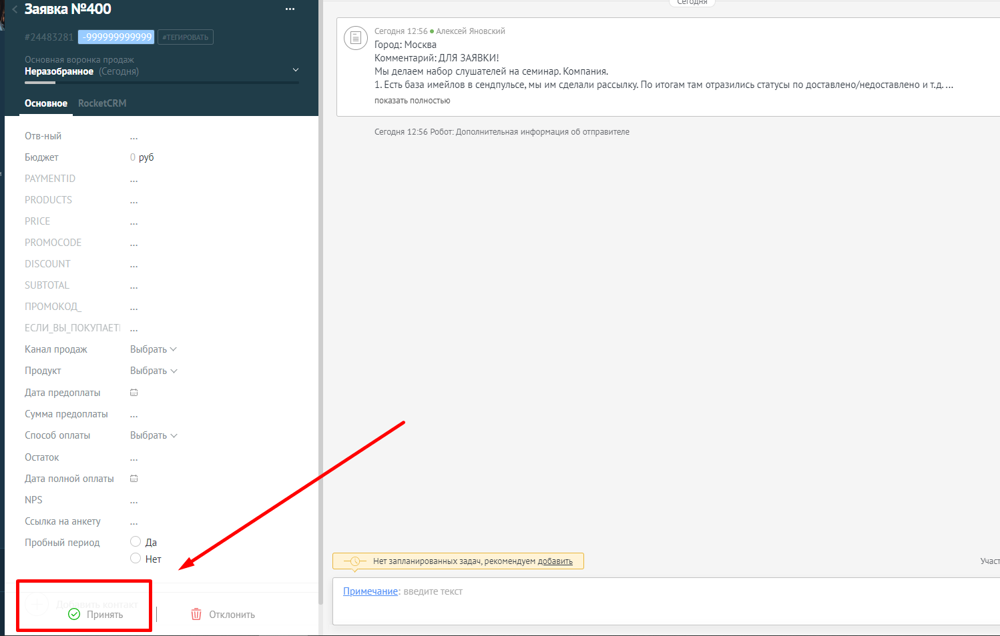 Заявка №400
#24483281 -999999999999 #ТЕГИРОВАТЬ
Основная воронка продаж
Неразобранное (Сегодня)
Основное RocketCRM
Отв-ный ...
Бюджет 0 руб
PAYMENTID ...
PRODUCTS ...
PRICE ...
PROMOCODE ...
DISCOUNT ...
SUBTOTAL ...
ПРОМОКОД_ ...
ЕСЛИ_ВЫ_ПОКУПАЕТ ...
Канал продаж Выбрать
Продукт Выбрать
Дата предоплаты
Сумма предоплаты ...
Способ оплаты Выбрать
Остаток ...
Дата полной оплаты
NPS ...
Ссылка на анкету ...
Пробный период Да
Нет
Добавить контакт
Принять Отклонить
Сегодня
Сегодня 12:56 Алексей Яновский
Город: Москва
Комментарий: ДЛЯ ЗАЯВКИ!
Мы делаем набор слушателей на семинар. Компания.
1. Есть база имейлов в сендпульсе, мы им сделали рассылку. По итогам там отразились статусы по доставлено/недоставлено и т.д. ...
показать полностью
Сегодня 12:56 Робот: Дополнительная информация об отправителе
Нет запланированных задач, рекомендуем добавить
Участ
Примечание: введите текст